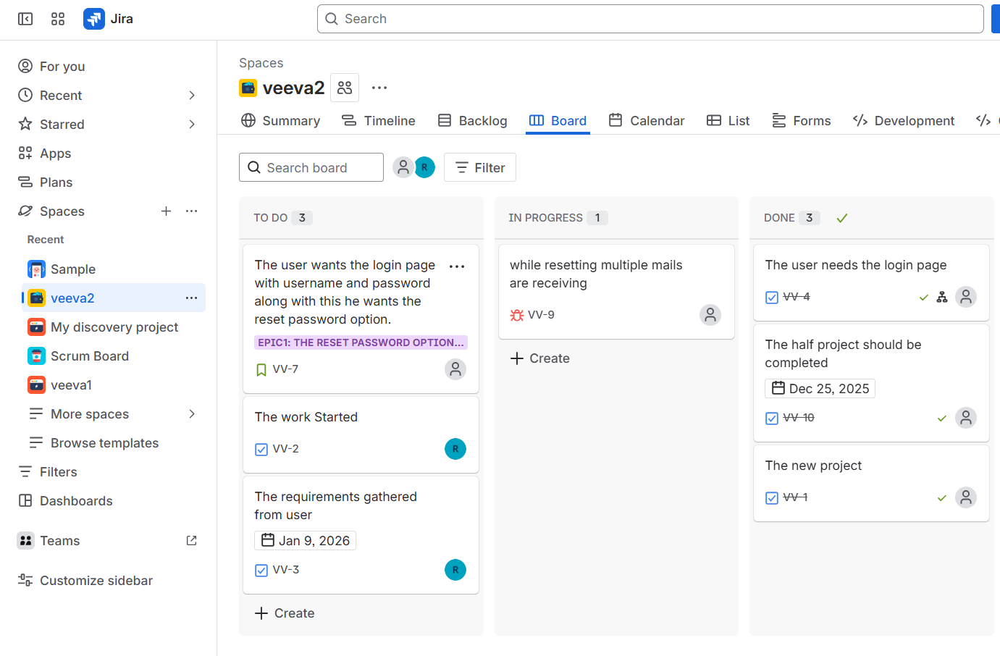 Jira
Search
For you
Recent
Starred
Apps
Plans
Spaces
Recent
Sample
veeva2
My discovery project
Scrum Board
veeva1
More spaces
Browse templates
Filters
Dashboards
Teams
Customize sidebar
Spaces
veeva2
Summary
Timeline
Backlog
Board
Calendar
List
Forms
Development
Search board
R
Filter
TO DO 3
The user wants the login page
with username and password
along with this he wants the
reset password option.
EPIC1: THE RESET PASSWORD OPTION...
VV-7
The work Started
VV-2
R
The requirements gathered
from user
Jan 9, 2026
VV-3
R
Create
IN PROGRESS 1
while resetting multiple mails
are receiving
VV-9
Create
DONE 3
The user needs the login page
VV-4
The half project should be
completed
Dec 25, 2025
VV-10
The new project
VV-1